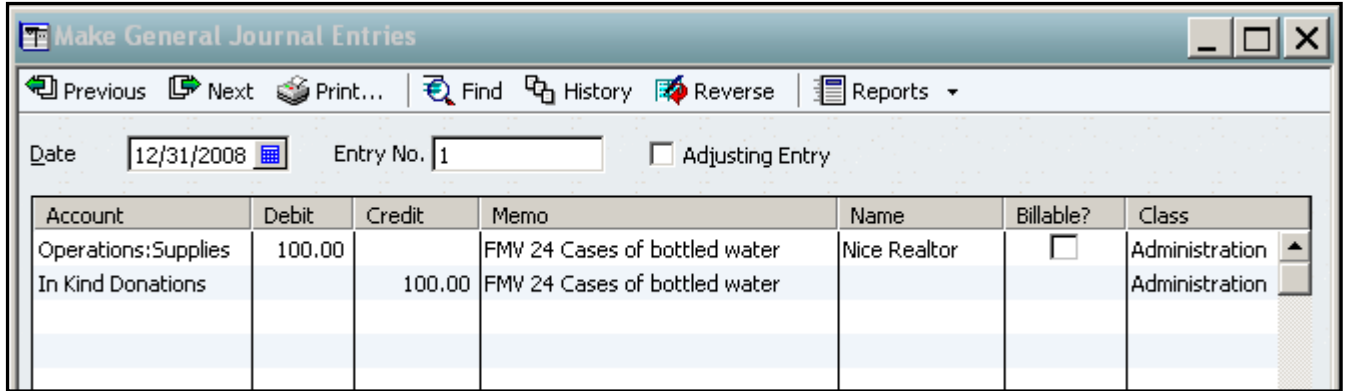 Make General Journal Entries
Previous Next Print... Find History Reverse Reports
Date 12/31/2008 Entry No. 1 Adjusting Entry
Account Debit Credit Memo Name Billable? Class
Operations:Supplies 100.00 FMV 24 Cases of bottled water Nice Realtor Administration
In Kind Donations 100.00 FMV 24 Cases of bottled water Administration